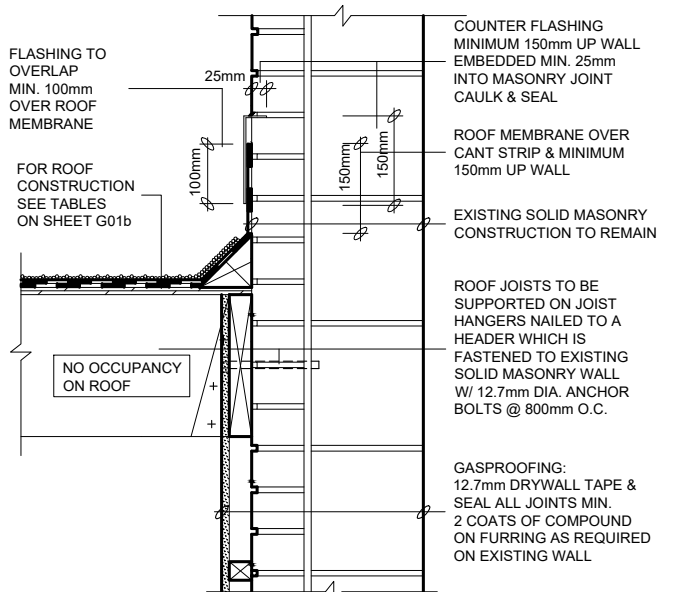 FLASHING TO
OVERLAP
MIN. 100mm
OVER ROOF
MEMBRANE
FOR ROOF
CONSTRUCTION
SEE TABLES
ON SHEET G01b
25mm
100mm
150mm
150mm
NO OCCUPANCY
ON ROOF
COUNTER FLASHING
MINIMUM 150mm UP WALL
EMBEDDED MIN. 25mm
INTO MASONRY JOINT
CAULK & SEAL
ROOF MEMBRANE OVER
CANT STRIP & MINIMUM
150mm UP WALL
EXISTING SOLID MASONRY
CONSTRUCTION TO REMAIN
ROOF JOISTS TO BE
SUPPORTED ON JOIST
HANGERS NAILED TO A
HEADER WHICH IS
FASTENED TO EXISTING
SOLID MASONRY WALL
W/ 12.7mm DIA. ANCHOR
BOLTS @ 800mm O.C.
GASPROOFING:
12.7mm DRYWALL TAPE &
SEAL ALL JOINTS MIN.
2 COATS OF COMPOUND
ON FURRING AS REQUIRED
ON EXISTING WALL